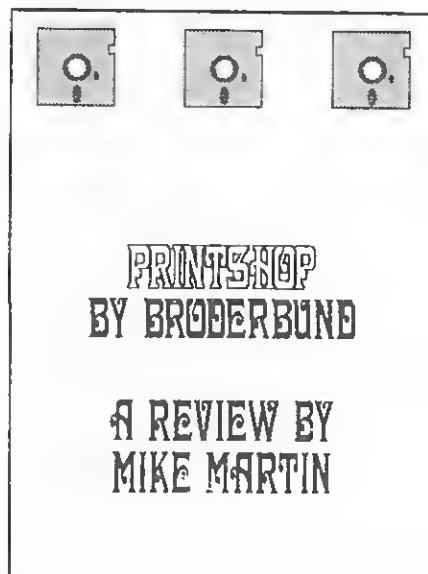 PRINTSHOP
BY BRODERBUND
A REVIEW BY
MIKE MARTIN